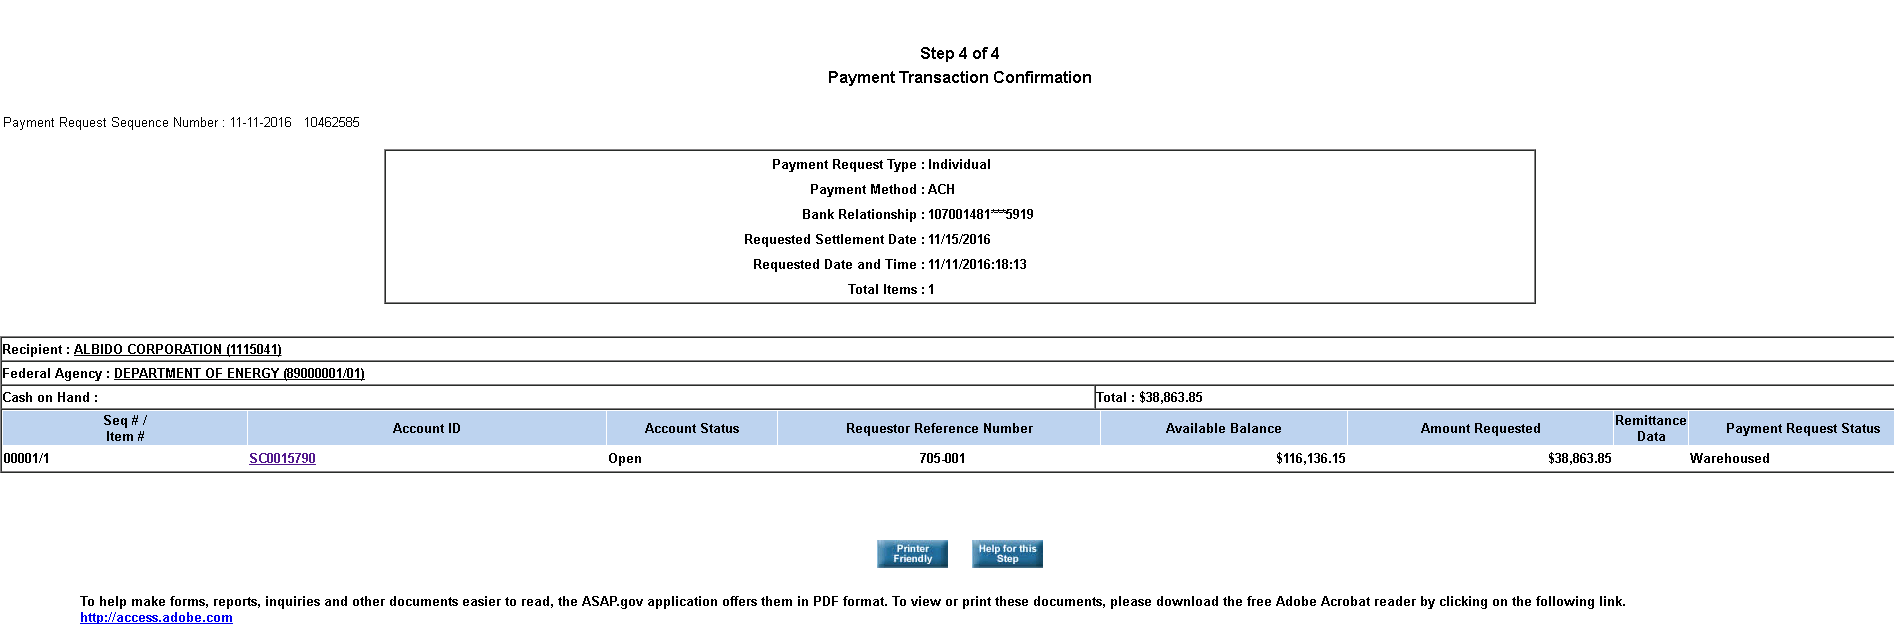 Step 4 of 4
Payment Transaction Confirmation
Payment Request Sequence Number : 11-11-2016 10462585
Payment Request Type : Individual
Payment Method : ACH
Bank Relationship : 107001481***5919
Requested Settlement Date : 11/15/2016
Requested Date and Time : 11/11/2016:18:13
Total Items : 1
Recipient : ALBIDO CORPORATION (1115041)
Federal Agency : DEPARTMENT OF ENERGY (89000001/01)
Cash on Hand : Total : $38,863.85
Seq # / Item # Account ID Account Status Requestor Reference Number Available Balance Amount Requested Remittance Data Payment Request Status
00001/1 SC0015790 Open 705-001 $116,136.15 $38,863.85 Warehoused
Printer Friendly Help for this Step
To help make forms, reports, inquiries and other documents easier to read, the ASAP.gov application offers them in PDF format. To view or print these documents, please download the free Adobe Acrobat reader by clicking on the following link.
http://access.adobe.com